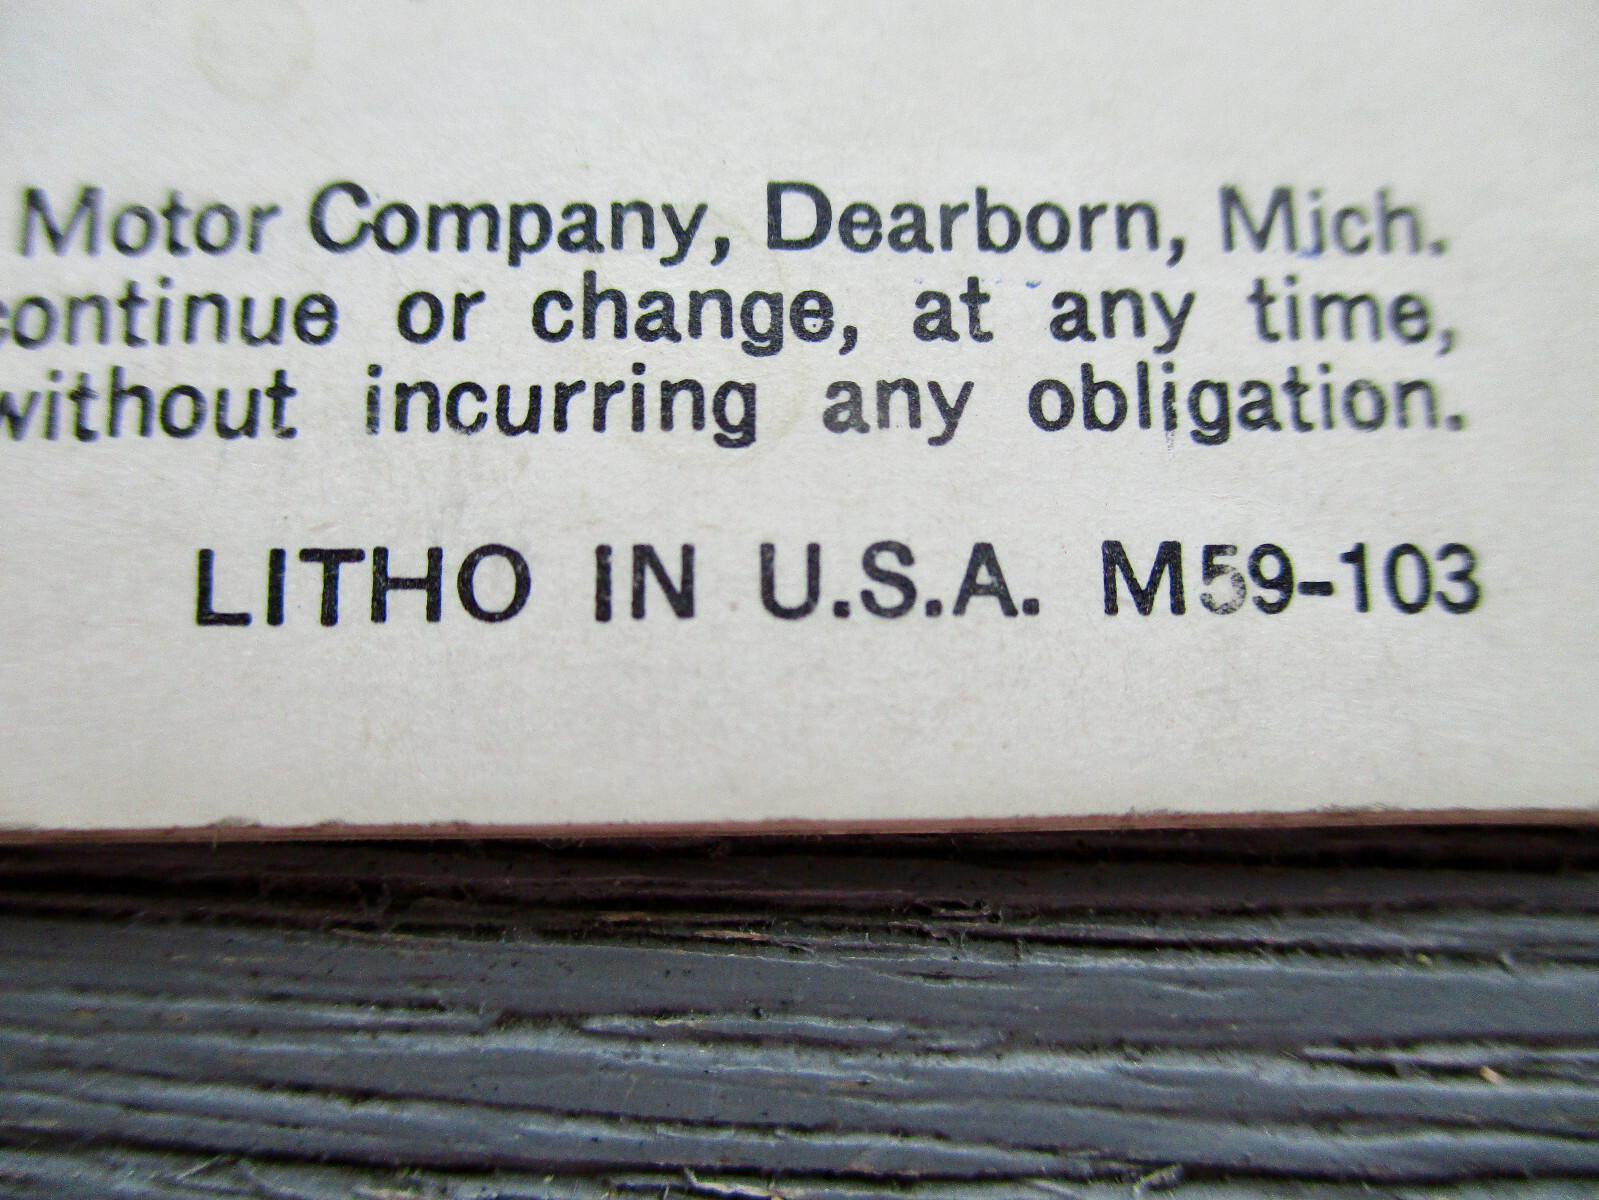 Motor Company, Dearborn, Mich.
continue or change, at any time,
without incurring any obligation.
LITHO IN U.S.A. M59-103